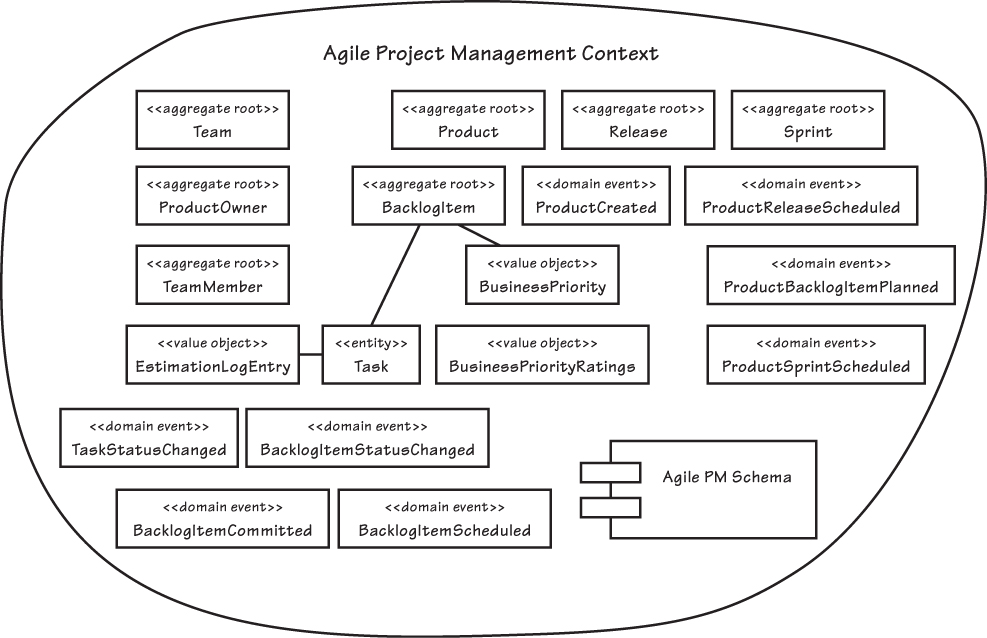 Agile Project Management Context
<<aggregate root>>
Team
<<aggregate root>>
Product
<<aggregate root>>
Release
<<aggregate root>>
Sprint
<<aggregate root>>
ProductOwner
<<aggregate root>>
BacklogItem
<<domain event>>
ProductCreated
<<domain event>>
ProductReleaseScheduled
<<aggregate root>>
TeamMember
<<value object>>
BusinessPriority
<<domain event>>
ProductBacklogItemPlanned
<<value object>>
EstimationLogEntry
<<entity>>
Task
<<value object>>
BusinessPriorityRatings
<<domain event>>
ProductSprintScheduled
<<domain event>>
TaskStatusChanged
<<domain event>>
BacklogItemStatusChanged
Agile PM Schema
<<domain event>>
BacklogItemCommitted
<<domain event>>
BacklogItemScheduled